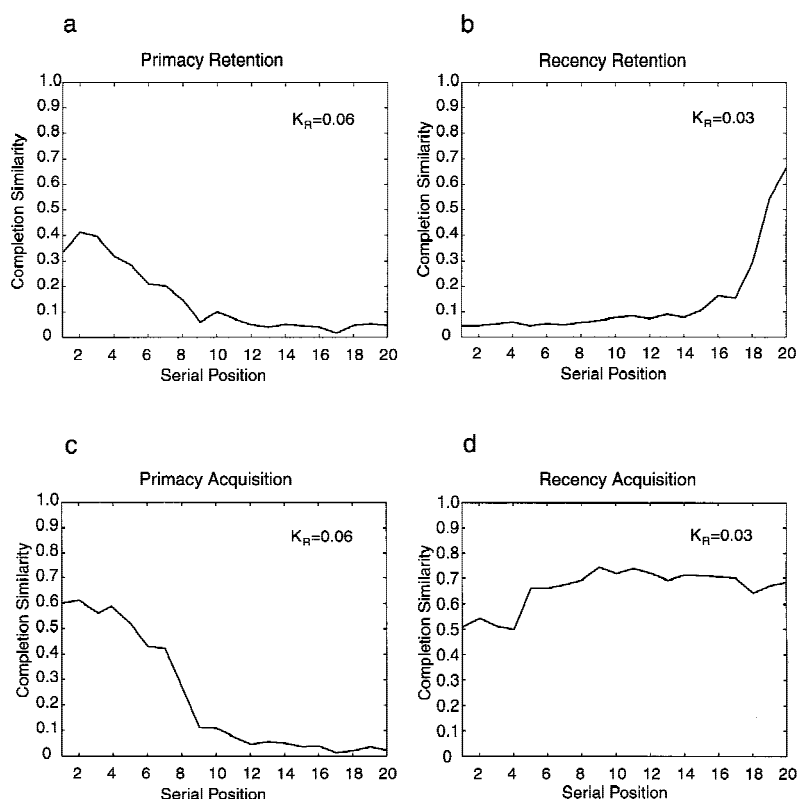 a
Primacy Retention
1.0
0.9
0.8
0.7
0.6
0.5
0.4
0.3
0.2
0.1
0
Completion Similarity
K_R=0.06
2 4 6 8 10 12 14 16 18 20
Serial Position
b
Recency Retention
1.0
0.9
0.8
0.7
0.6
0.5
0.4
0.3
0.2
0.1
0
Completion Similarity
K_R=0.03
2 4 6 8 10 12 14 16 18 20
Serial Position
c
Primacy Acquisition
1.0
0.9
0.8
0.7
0.6
0.5
0.4
0.3
0.2
0.1
0
Completion Similarity
K_R=0.06
2 4 6 8 10 12 14 16 18 20
Serial Position
d
Recency Acquisition
1.0
0.9
0.8
0.7
0.6
0.5
0.4
0.3
0.2
0.1
0
Completion Similarity
K_R=0.03
2 4 6 8 10 12 14 16 18 20
Serial Position